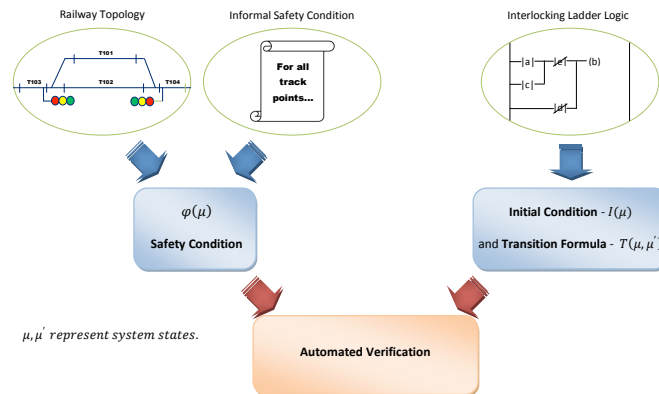 Railway Topology
Informal Safety Condition
Interlocking Ladder Logic
T101
T103
T102
T104
For all
track
points...
|a|
|e|
(b)
|c|
|d|
φ(μ)
Safety Condition
Initial Condition - I(μ)
and Transition Formula - T(μ, μ′)
μ, μ′ represent system states.
Automated Verification